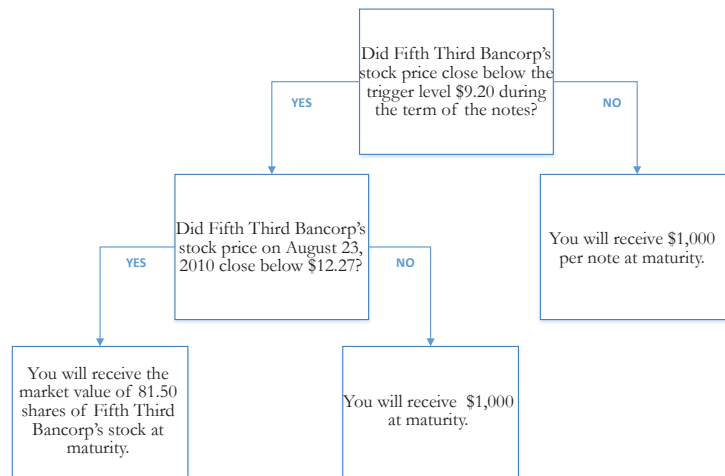 Did Fifth Third Bancorp's
stock price close below the
trigger level $9.20 during
the term of the notes?
YES
NO
Did Fifth Third Bancorp's
stock price on August 23,
2010 close below $12.27?
You will receive $1,000
per note at maturity.
YES
NO
You will receive the
market value of 81.50
shares of Fifth Third
Bancorp's stock at
maturity.
You will receive $1,000
at maturity.